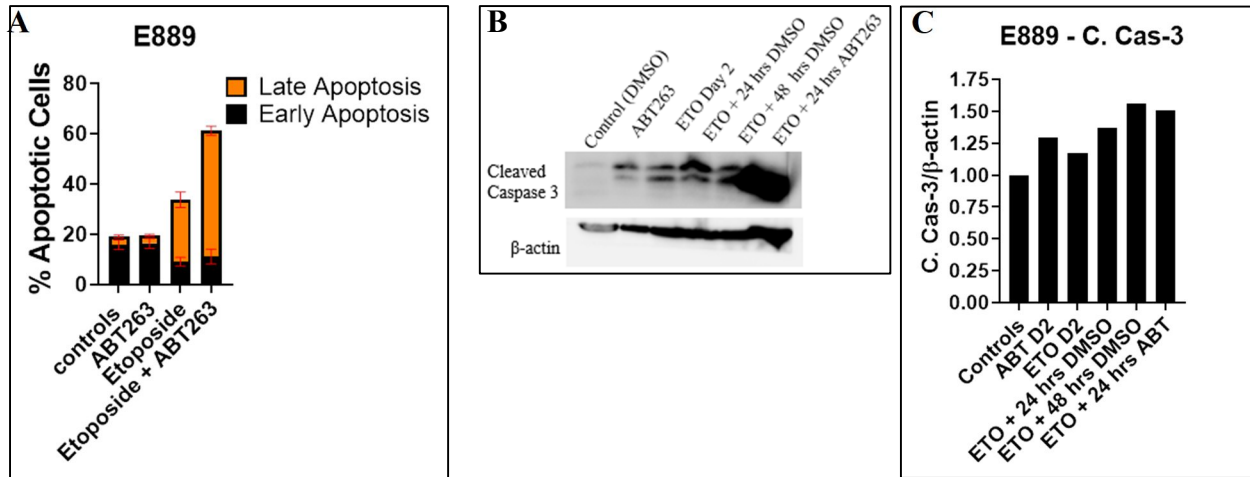 A
E889
% Apoptotic Cells
80
60
40
20
0
Late Apoptosis
Early Apoptosis
controls
ABT263
Etoposide
Etoposide + ABT263
B
Control (DMSO)
ABT263
ETO Day 2
ETO + 24 hrs DMSO
ETO + 48 hrs DMSO
ETO + 24 hrs ABT263
Cleaved
Caspase 3
β-actin
C
E889 - C. Cas-3
C. Cas-3/β-actin
1.75
1.50
1.25
1.00
0.75
0.50
0.25
0.00
Controls
ABT D2
ETO D2
ETO + 24 hrs DMSO
ETO + 48 hrs DMSO
ETO + 24 hrs ABT